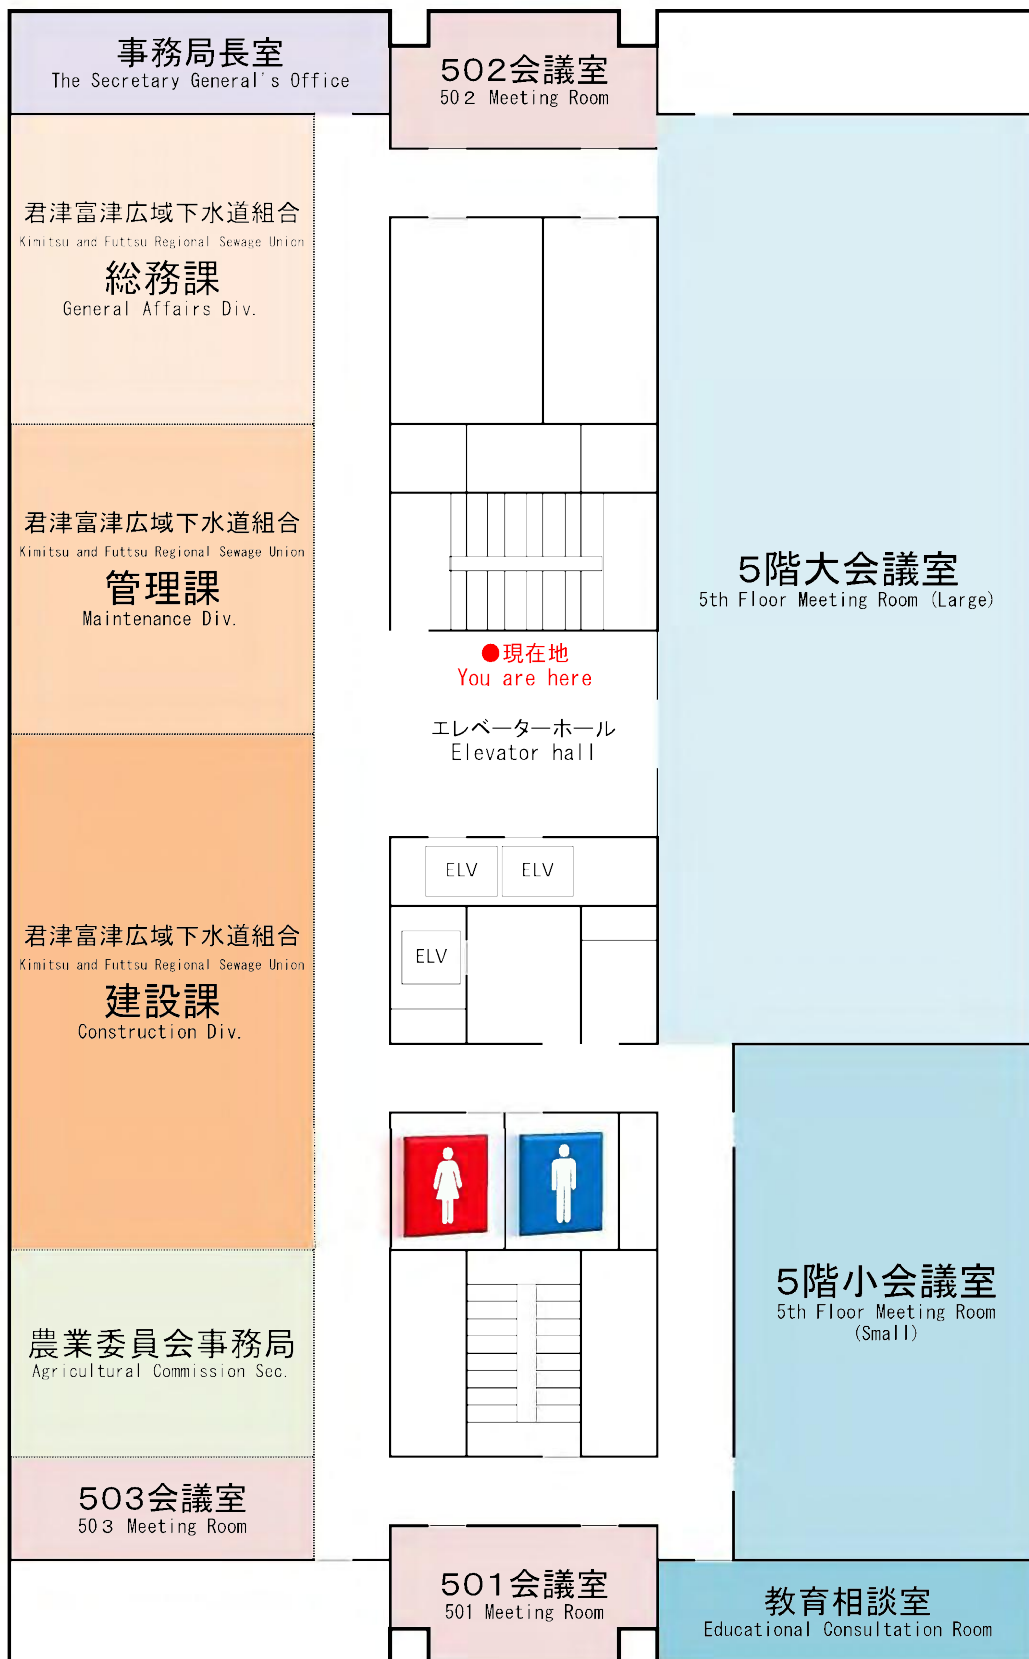 事務局長室
The Secretary General's Office
502会議室
502 Meeting Room
君津富津広域下水道組合
Kimitsu and Futtsu Regional Sewage Union
総務課
General Affairs Div.
君津富津広域下水道組合
Kimitsu and Futtsu Regional Sewage Union
管理課
Maintenance Div.
5階大会議室
5th Floor Meeting Room (Large)
●現在地
You are here
エレベーターホール
Elevator hall
ELV ELV
ELV
君津富津広域下水道組合
Kimitsu and Futtsu Regional Sewage Union
建設課
Construction Div.
5階小会議室
5th Floor Meeting Room
(Small)
農業委員会事務局
Agricultural Commission Sec.
503会議室
503 Meeting Room
501会議室
501 Meeting Room
教育相談室
Educational Consultation Room